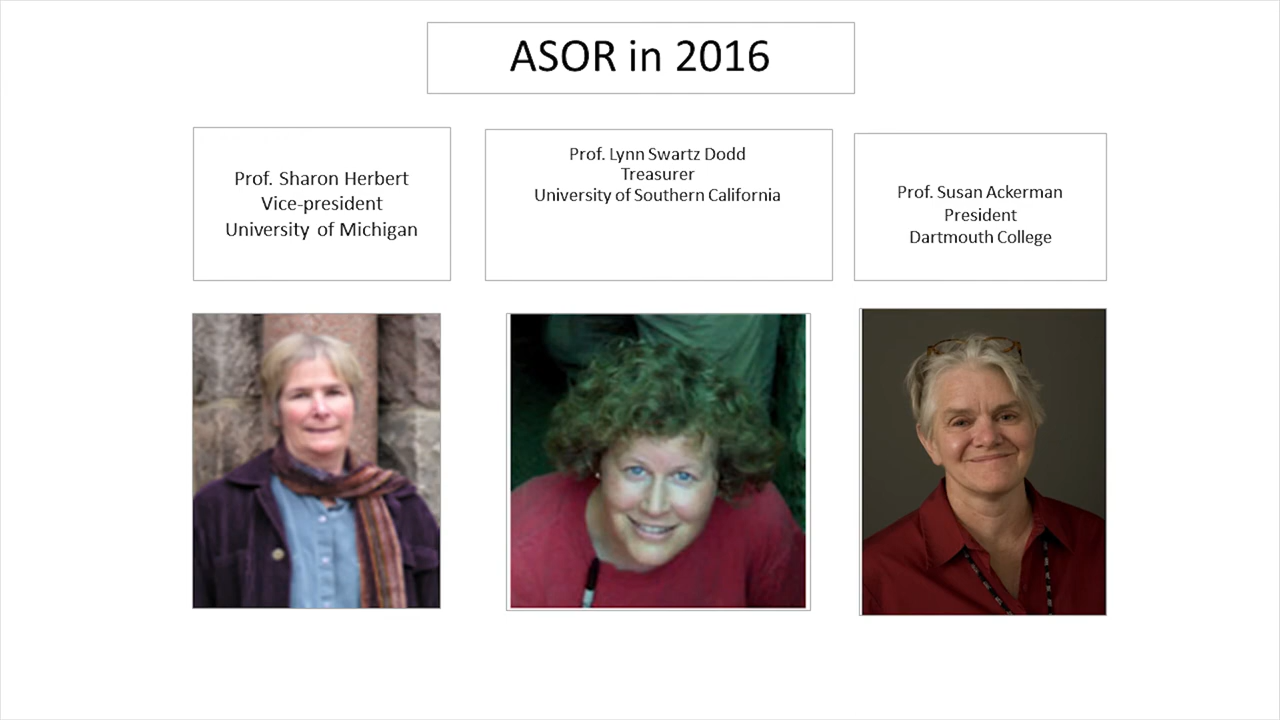 ASOR in 2016
Prof. Sharon Herbert
Vice-president
University of Michigan
Prof. Lynn Swartz Dodd
Treasurer
University of Southern California
Prof. Susan Ackerman
President
Dartmouth College